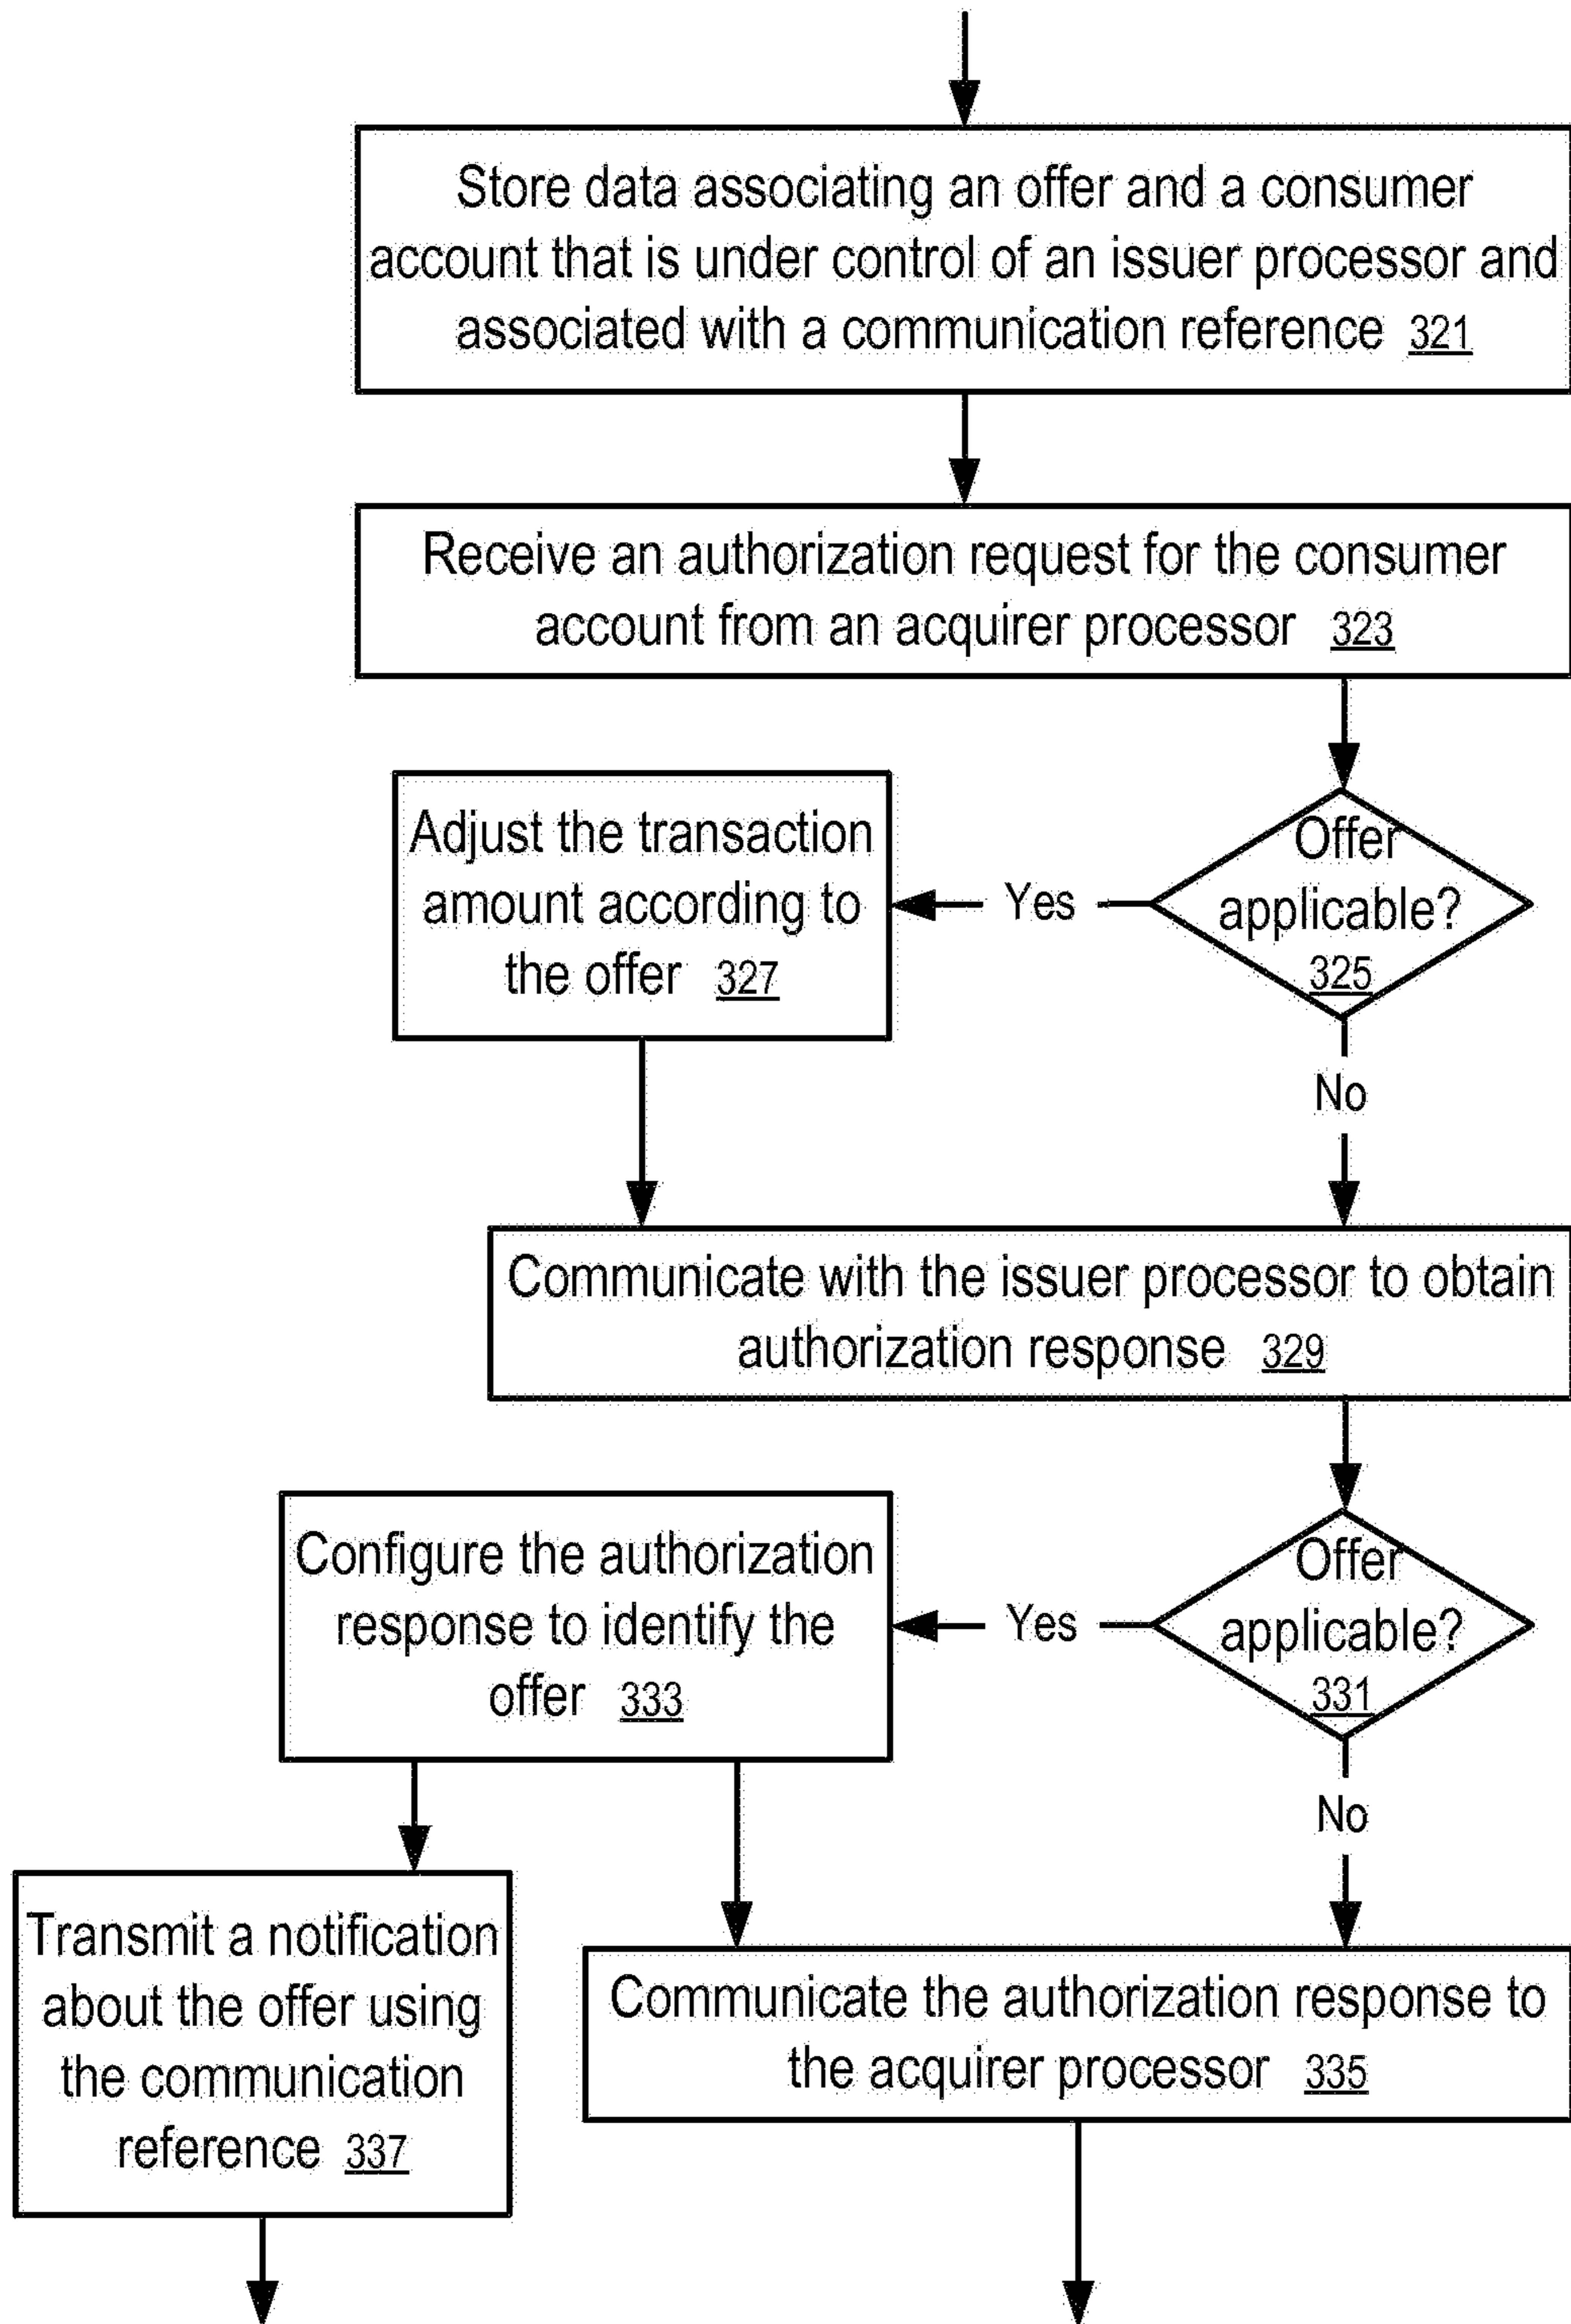 Store data associating an offer and a consumer
account that is under control of an issuer processor and
associated with a communication reference 321
Receive an authorization request for the consumer
account from an acquirer processor 323
Adjust the transaction
amount according to
the offer 327
Yes
Offer
applicable?
325
No
Communicate with the issuer processor to obtain
authorization response 329
Configure the authorization
response to identify the
offer 333
Yes
Offer
applicable?
331
No
Transmit a notification
about the offer using
the communication
reference 337
Communicate the authorization response to
the acquirer processor 335